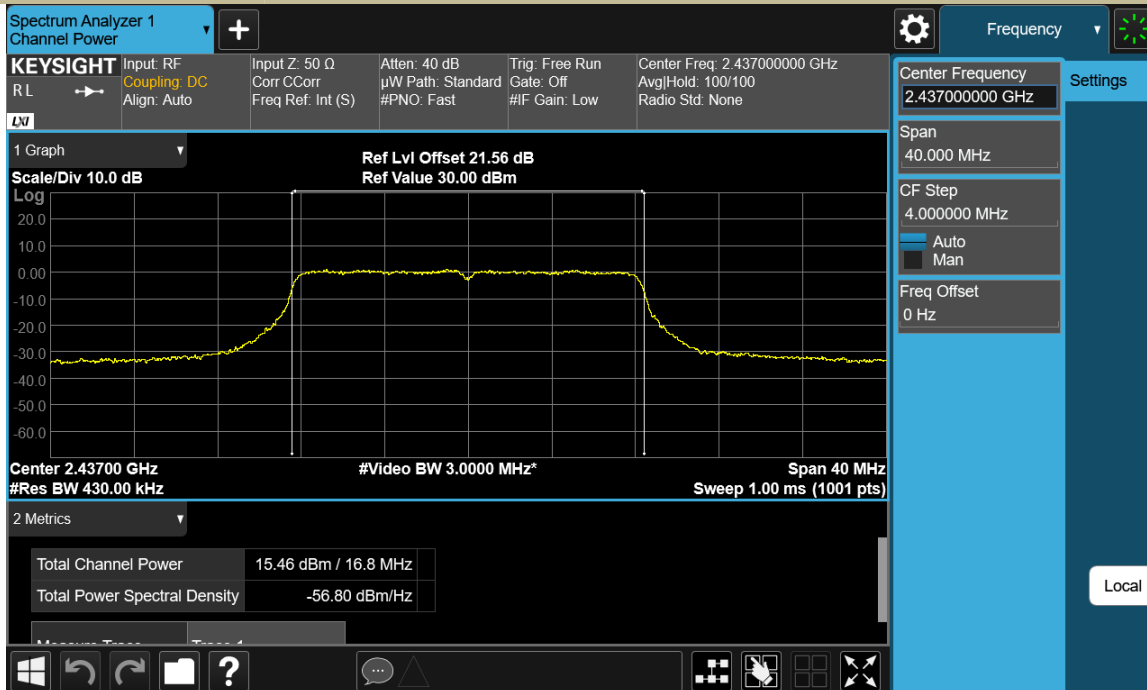 Spectrum Analyzer 1
Channel Power
Frequency
KEYSIGHT
RL
LXI
Input: RF
Coupling: DC
Align: Auto
Input Z: 50 Ω
Corr CCorr
Freq Ref: Int (S)
Atten: 40 dB
µW Path: Standard
#PNO: Fast
Trig: Free Run
Gate: Off
#IF Gain: Low
Center Freq: 2.437000000 GHz
Avg|Hold: 100/100
Radio Std: None
Center Frequency
2.437000000 GHz
Settings
Span
40.000 MHz
CF Step
4.000000 MHz
Auto
Man
Freq Offset
0 Hz
Local
1 Graph
Ref Lvl Offset 21.56 dB
Scale/Div 10.0 dB
Ref Value 30.00 dBm
Log
20.0
10.0
0.00
-10.0
-20.0
-30.0
-40.0
-50.0
-60.0
Center 2.43700 GHz
#Video BW 3.0000 MHz*
Span 40 MHz
#Res BW 430.00 kHz
Sweep 1.00 ms (1001 pts)
2 Metrics
Total Channel Power 15.46 dBm / 16.8 MHz
Total Power Spectral Density -56.80 dBm/Hz
Measure Trace Trace 1
?